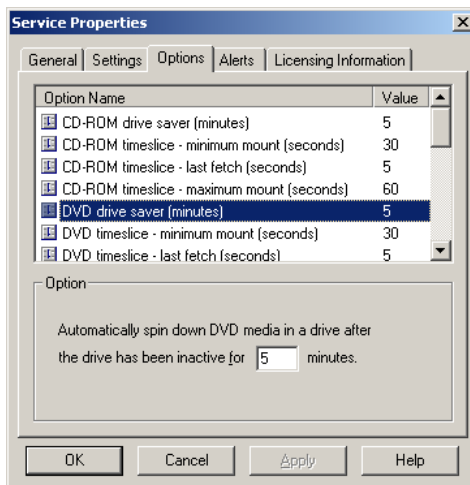 Service Properties
General Settings Options Alerts Licensing Information
Option Name Value
CD-ROM drive saver (minutes) 5
CD-ROM timeslice - minimum mount (seconds) 30
CD-ROM timeslice - last fetch (seconds) 5
CD-ROM timeslice - maximum mount (seconds) 60
DVD drive saver (minutes) 5
DVD timeslice - minimum mount (seconds) 30
DVD timeslice - last fetch (seconds) 5
Option
Automatically spin down DVD media in a drive after
the drive has been inactive for 5 minutes.
OK Cancel Apply Help